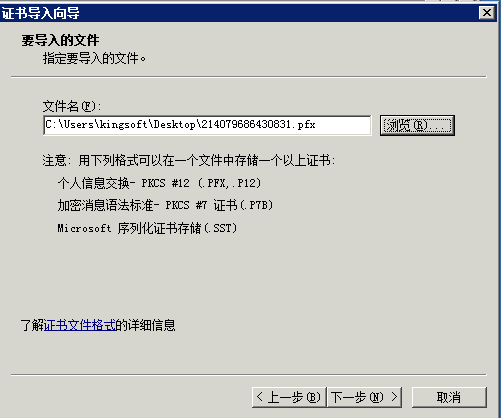 证书导入向导
要导入的文件
指定要导入的文件。
文件名(F):
C:\Users\kingsoft\Desktop\214079686430831.pfx
浏览(R)...
注意: 用下列格式可以在一个文件中存储一个以上证书:
个人信息交换- PKCS #12 (.PFX,.P12)
加密消息语法标准- PKCS #7 证书(.P7B)
Microsoft 序列化证书存储(.SST)
了解证书文件格式的详细信息
< 上一步(B) 下一步(N) > 取消